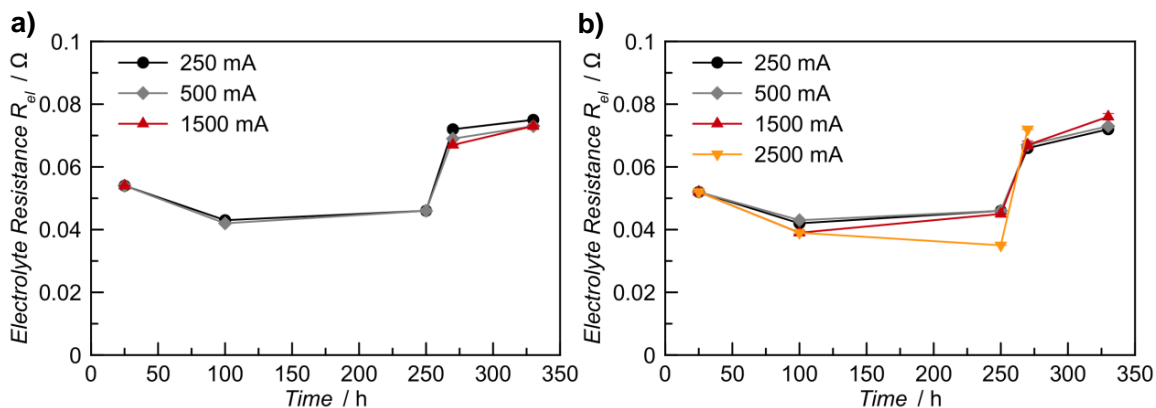 a)
Electrolyte Resistance R_el / Ω
0.1
0.08
0.06
0.04
0.02
0
250 mA
500 mA
1500 mA
0 50 100 150 200 250 300 350
Time / h
b)
Electrolyte Resistance R_el / Ω
0.1
0.08
0.06
0.04
0.02
0
250 mA
500 mA
1500 mA
2500 mA
0 50 100 150 200 250 300 350
Time / h